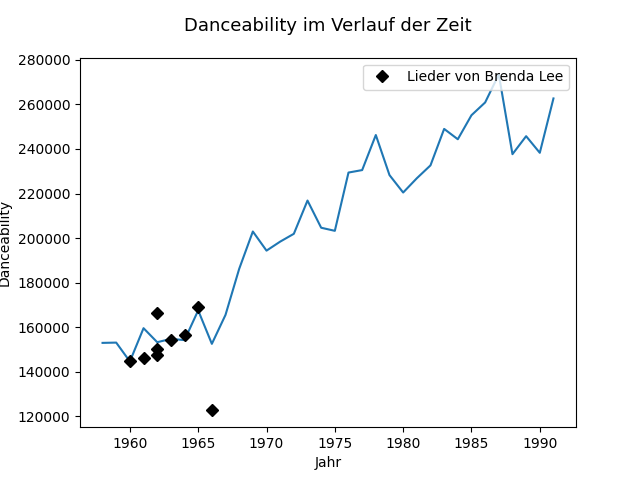 Danceability im Verlauf der Zeit
Lieder von Brenda Lee
280000
260000
240000
220000
200000
180000
160000
140000
120000
Danceability
1960 1965 1970 1975 1980 1985 1990
Jahr